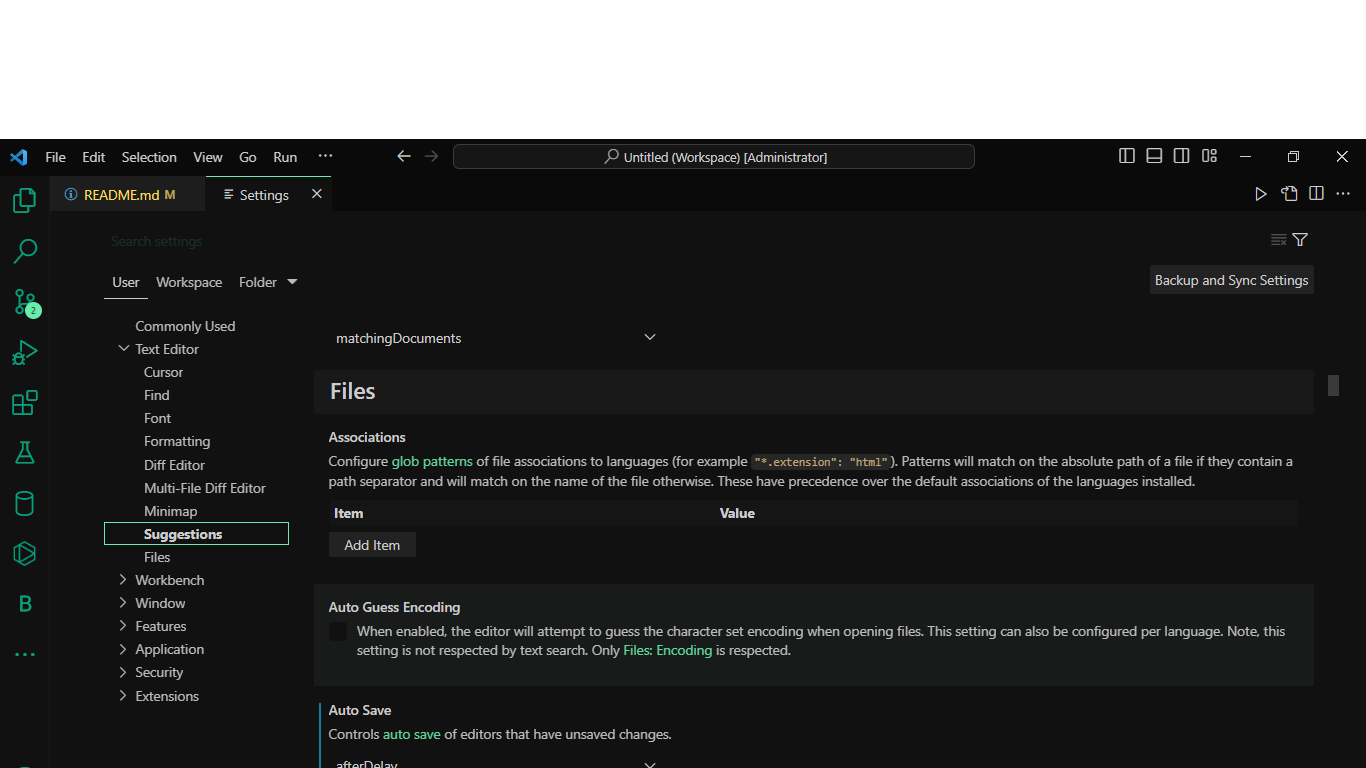 File Edit Selection View Go Run ...
Untitled (Workspace) [Administrator]
README.md M
Settings
Search settings
User Workspace Folder
Backup and Sync Settings
Commonly Used
Text Editor
Cursor
Find
Font
Formatting
Diff Editor
Multi-File Diff Editor
Minimap
Suggestions
Files
Workbench
Window
Features
Application
Security
Extensions
2
B
matchingDocuments
Files
Associations
Configure glob patterns of file associations to languages (for example "*.extension": "html"). Patterns will match on the absolute path of a file if they contain a
path separator and will match on the name of the file otherwise. These have precedence over the default associations of the languages installed.
Item Value
Add Item
Auto Guess Encoding
When enabled, the editor will attempt to guess the character set encoding when opening files. This setting can also be configured per language. Note, this
setting is not respected by text search. Only Files: Encoding is respected.
Auto Save
Controls auto save of editors that have unsaved changes.
afterDelay